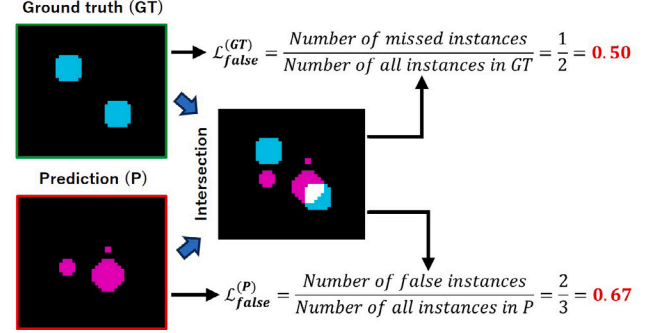 Ground truth (GT)
ℒ_false^(GT) = Number of missed instances / Number of all instances in GT = 1/2 = 0.50
Intersection
Prediction (P)
ℒ_false^(P) = Number of false instances / Number of all instances in P = 2/3 = 0.67